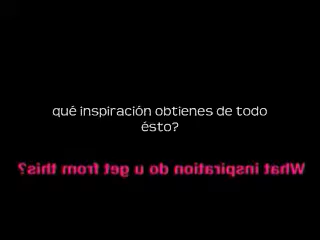 qué inspiración obtienes de todo
ésto?
What inspiration do u get from this?